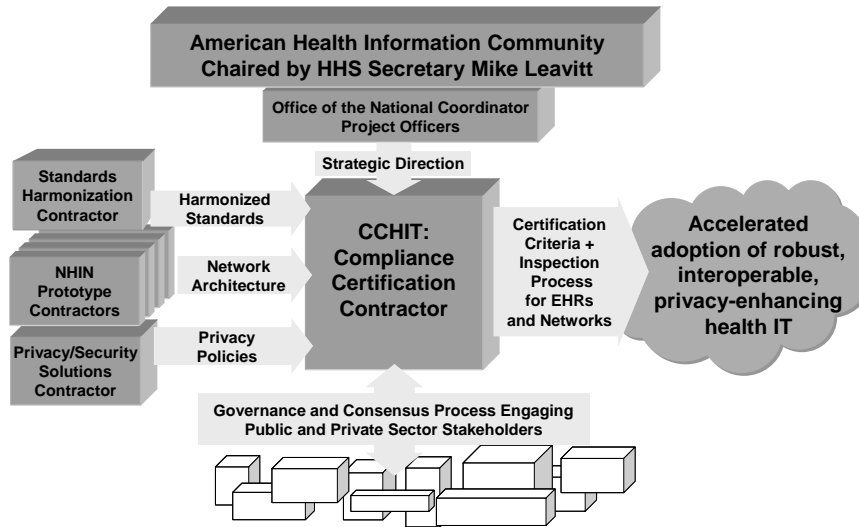 American Health Information Community
Chaired by HHS Secretary Mike Leavitt
Office of the National Coordinator
Project Officers
Strategic Direction
Standards
Harmonization
Contractor
Harmonized
Standards
NHIN
Prototype
Contractors
Network
Architecture
Privacy/Security
Solutions
Contractor
Privacy
Policies
CCHIT:
Compliance
Certification
Contractor
Certification
Criteria +
Inspection
Process
for EHRs
and Networks
Accelerated
adoption of robust,
interoperable,
privacy-enhancing
health IT
Governance and Consensus Process Engaging
Public and Private Sector Stakeholders